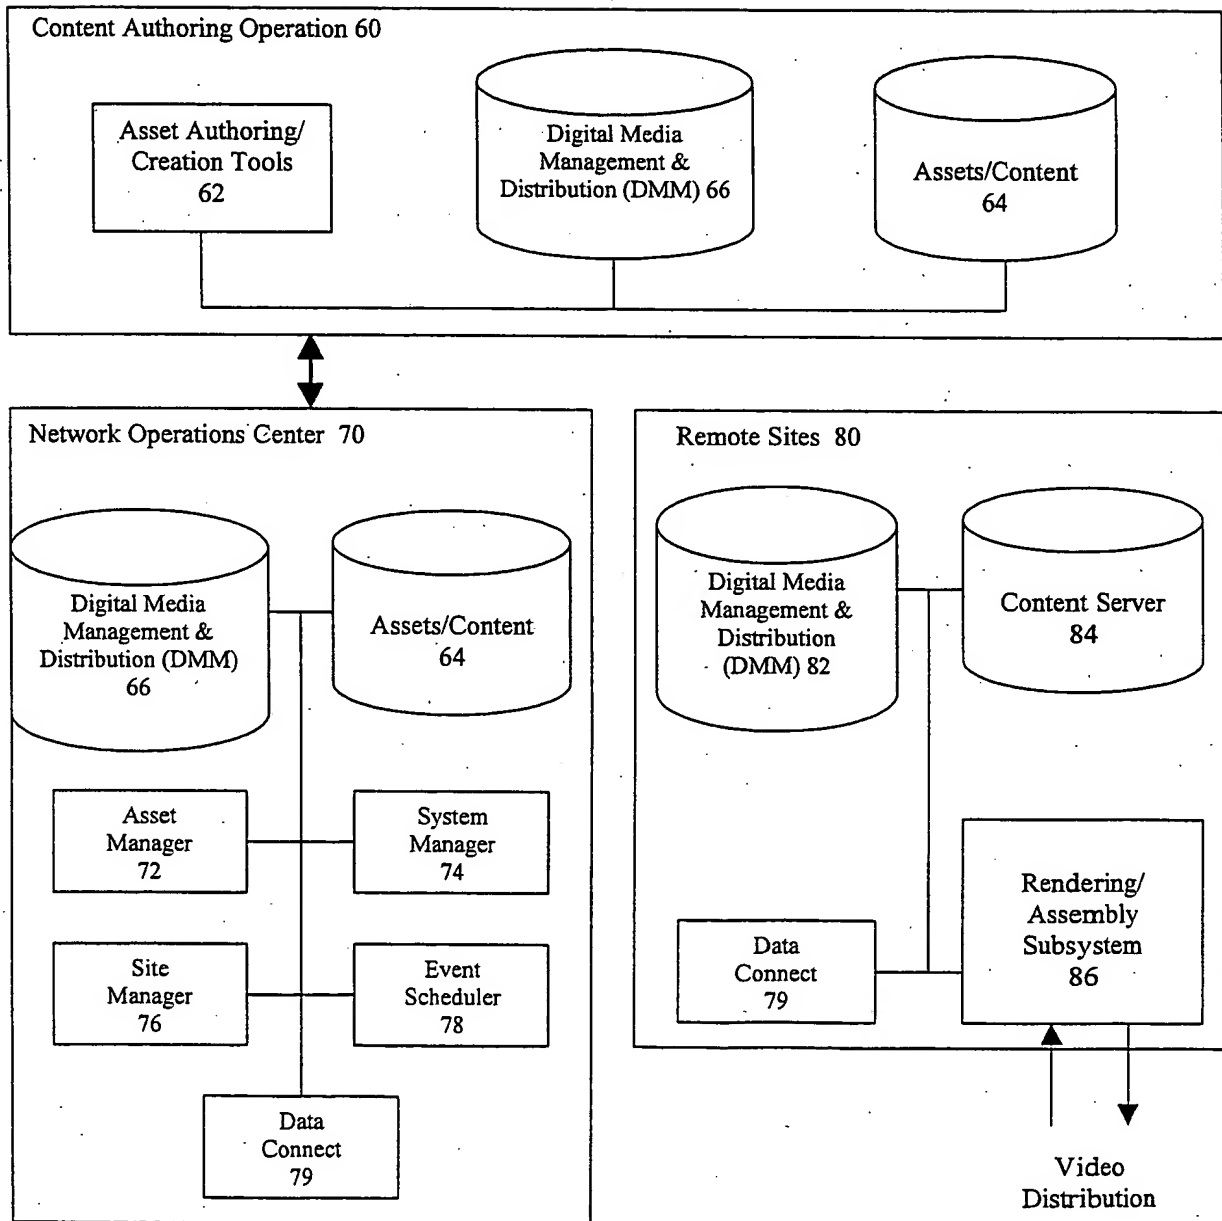 Content Authoring Operation 60
Asset Authoring/
Creation Tools
62
Digital Media
Management &
Distribution (DMM) 66
Assets/Content
64
Network Operations Center 70
Digital Media
Management &
Distribution (DMM)
66
Assets/Content
64
Asset
Manager
72
System
Manager
74
Site
Manager
76
Event
Scheduler
78
Data
Connect
79
Remote Sites 80
Digital Media
Management &
Distribution
(DMM) 82
Content Server
84
Data
Connect
79
Rendering/
Assembly
Subsystem
86
Video
Distribution